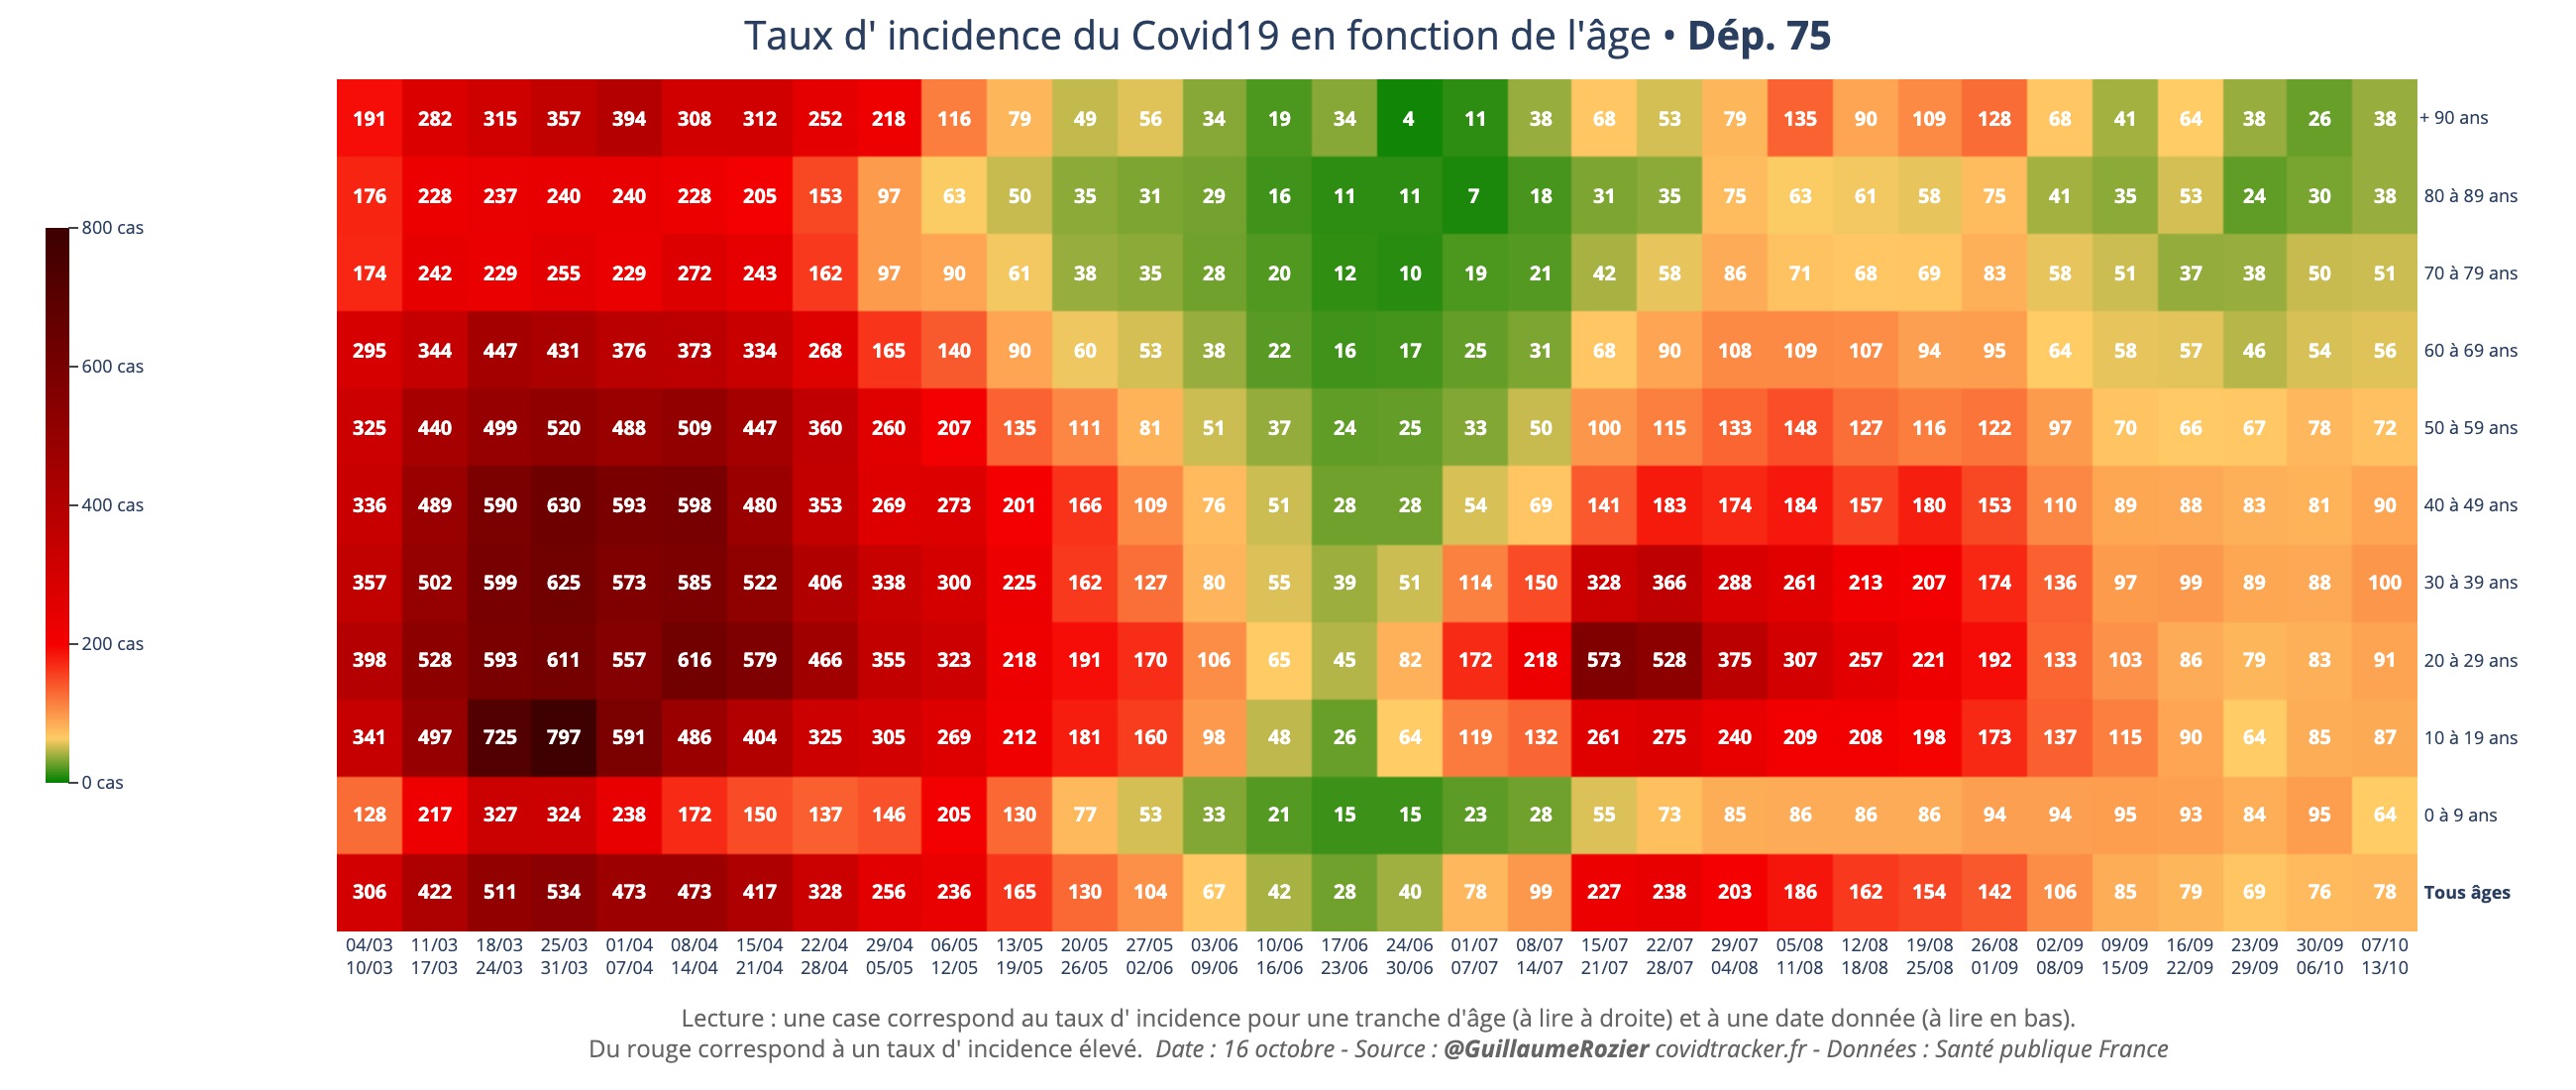 Taux d' incidence du Covid19 en fonction de l'âge • Dép. 75
800 cas
600 cas
400 cas
200 cas
0 cas
191 282 315 357 394 308 312 252 218 116 79 49 56 34 19 34 4 11 38 68 53 79 135 90 109 128 68 41 64 38 26 38 + 90 ans
176 228 237 240 240 228 205 153 97 63 50 35 31 29 16 11 11 7 18 31 35 75 63 61 58 75 41 35 53 24 30 38 80 à 89 ans
174 242 229 255 229 272 243 162 97 90 61 38 35 28 20 12 10 19 21 42 58 86 71 68 69 83 58 51 37 38 50 51 70 à 79 ans
295 344 447 431 376 373 334 268 165 140 90 60 53 38 22 16 17 25 31 68 90 108 109 107 94 95 64 58 57 46 54 56 60 à 69 ans
325 440 499 520 488 509 447 360 260 207 135 111 81 51 37 24 25 33 50 100 115 133 148 127 116 122 97 70 66 67 78 72 50 à 59 ans
336 489 590 630 593 598 480 353 269 273 201 166 109 76 51 28 28 54 69 141 183 174 184 157 180 153 110 89 88 83 81 90 40 à 49 ans
357 502 599 625 573 585 522 406 338 300 225 162 127 80 55 39 51 114 150 328 366 288 261 213 207 174 136 97 99 89 88 100 30 à 39 ans
398 528 593 611 557 616 579 466 355 323 218 191 170 106 65 45 82 172 218 573 528 375 307 257 221 192 133 103 86 79 83 91 20 à 29 ans
341 497 725 797 591 486 404 325 305 269 212 181 160 98 48 26 64 119 132 261 275 240 209 208 198 173 137 115 90 64 85 87 10 à 19 ans
128 217 327 324 238 172 150 137 146 205 130 77 53 33 21 15 15 23 28 55 73 85 86 86 86 94 94 95 93 84 95 64 0 à 9 ans
306 422 511 534 473 473 417 328 256 236 165 130 104 67 42 28 40 78 99 227 238 203 186 162 154 142 106 85 79 69 76 78 Tous âges
04/03 11/03 18/03 25/03 01/04 08/04 15/04 22/04 29/04 06/05 13/05 20/05 27/05 03/06 10/06 17/06 24/06 01/07 08/07 15/07 22/07 29/07 05/08 12/08 19/08 26/08 02/09 09/09 16/09 23/09 30/09 07/10
10/03 17/03 24/03 31/03 07/04 14/04 21/04 28/04 05/05 12/05 19/05 26/05 02/06 09/06 16/06 23/06 30/06 07/07 14/07 21/07 28/07 04/08 11/08 18/08 25/08 01/09 08/09 15/09 22/09 29/09 06/10 13/10
Lecture : une case correspond au taux d' incidence pour une tranche d'âge (à lire à droite) et à une date donnée (à lire en bas).
Du rouge correspond à un taux d' incidence élevé. Date : 16 octobre - Source : @GuillaumeRozier covidtracker.fr - Données : Santé publique France